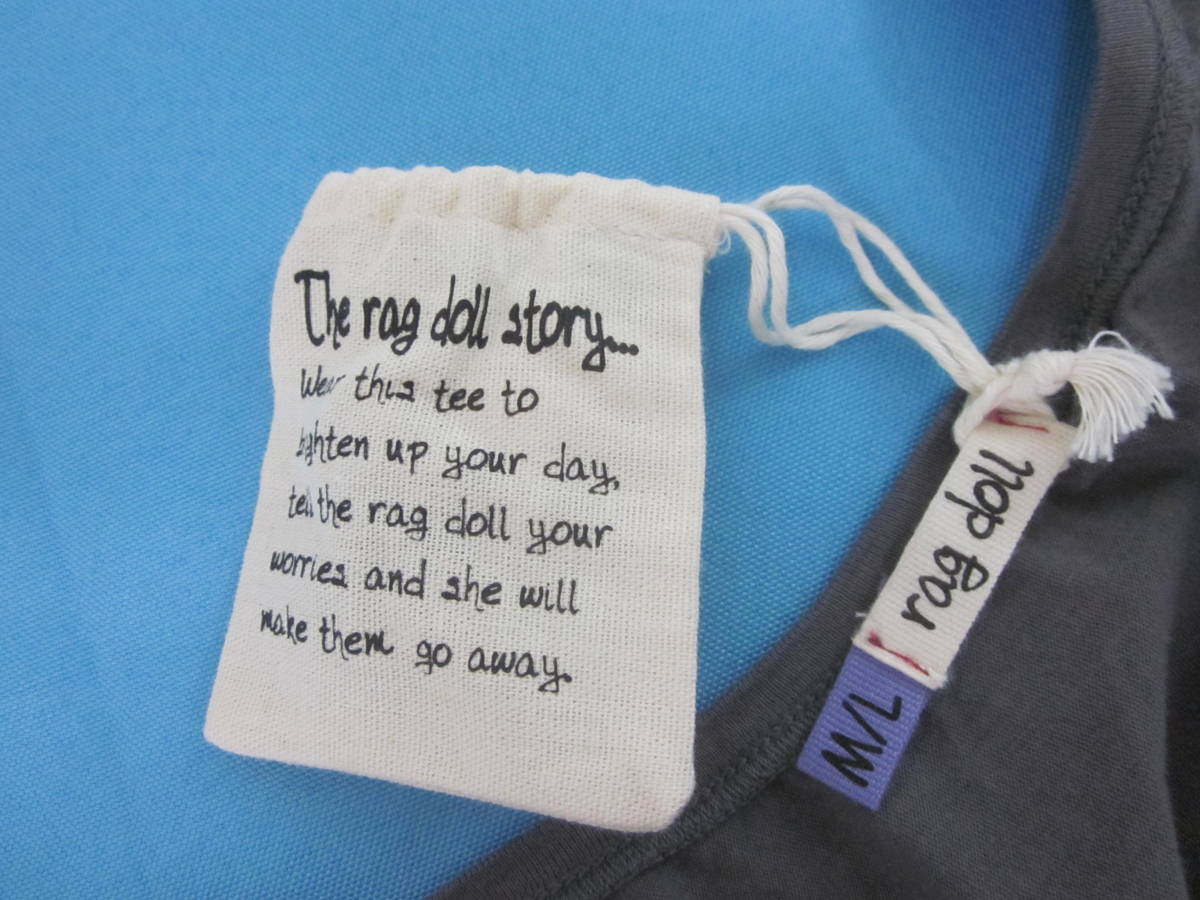 The rag doll story...
Wear this tee to
lighten up your day,
tell the rag doll your
worries and she will
make them go away.
rag doll
M/L